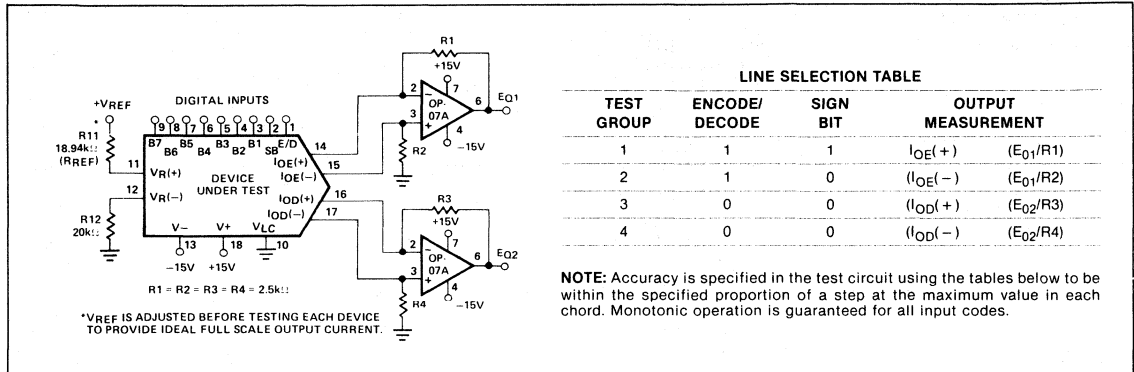 R1
+15V
7
2
−
OP-
07A
6
EO1
3
+
4
−15V
R2
+VREF
*
DIGITAL INPUTS
9 8 7 6 5 4 3 2 1
B7 B5 B3 B1 E/D
B6 B4 B2 SB
R11
18.94kΩ
(RREF)
11
VR(+)
12
VR(−)
R12
20kΩ
DEVICE
UNDER TEST
IOE(+)
14
IOE(−)
15
IOD(+)
16
IOD(−)
17
V− V+ VLC
13 18 10
−15V +15V
R3
+15V
7
2
−
OP-
07A
6
EO2
3
+
4
−15V
R4
R1 = R2 = R3 = R4 = 2.5kΩ
*VREF IS ADJUSTED BEFORE TESTING EACH DEVICE
TO PROVIDE IDEAL FULL SCALE OUTPUT CURRENT.
LINE SELECTION TABLE
TEST ENCODE/ SIGN OUTPUT
GROUP DECODE BIT MEASUREMENT
1 1 1 IOE(+) (E01/R1)
2 1 0 (IOE(−) (E01/R2)
3 0 0 (IOD(+) (E02/R3)
4 0 0 (IOD(−) (E02/R4)
NOTE: Accuracy is specified in the test circuit using the tables below to be
within the specified proportion of a step at the maximum value in each
chord. Monotonic operation is guaranteed for all input codes.